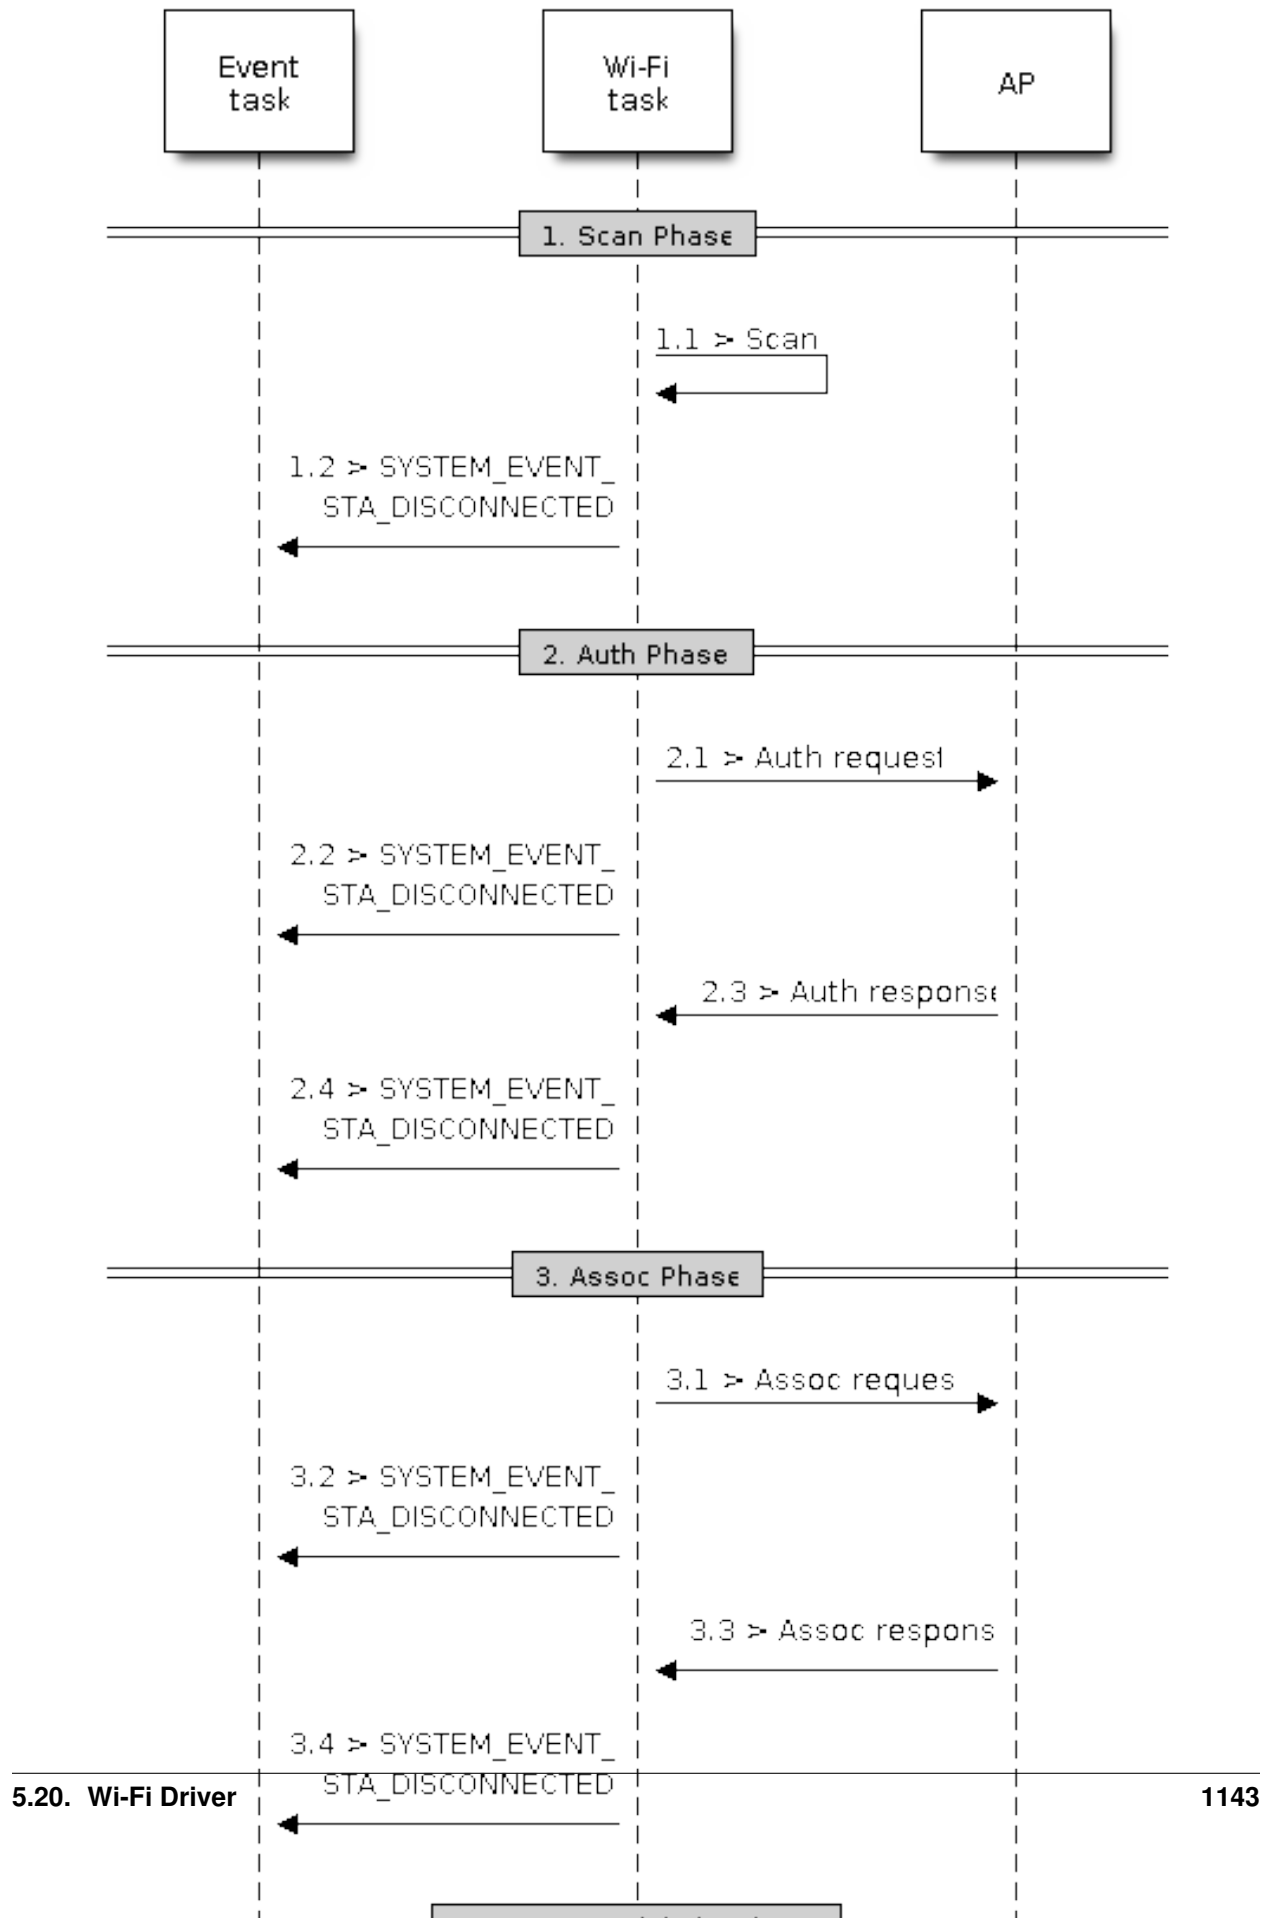 Event
task
Wi-Fi
task
AP
1. Scan Phase
1.1 > Scan
1.2 > SYSTEM_EVENT_
STA_DISCONNECTED
2. Auth Phase
2.1 > Auth request
2.2 > SYSTEM_EVENT_
STA_DISCONNECTED
2.3 > Auth response
2.4 > SYSTEM_EVENT_
STA_DISCONNECTED
3. Assoc Phase
3.1 > Assoc reques
3.2 > SYSTEM_EVENT_
STA_DISCONNECTED
3.3 > Assoc respons
3.4 > SYSTEM_EVENT_
STA_DISCONNECTED
5.20. Wi-Fi Driver
1143